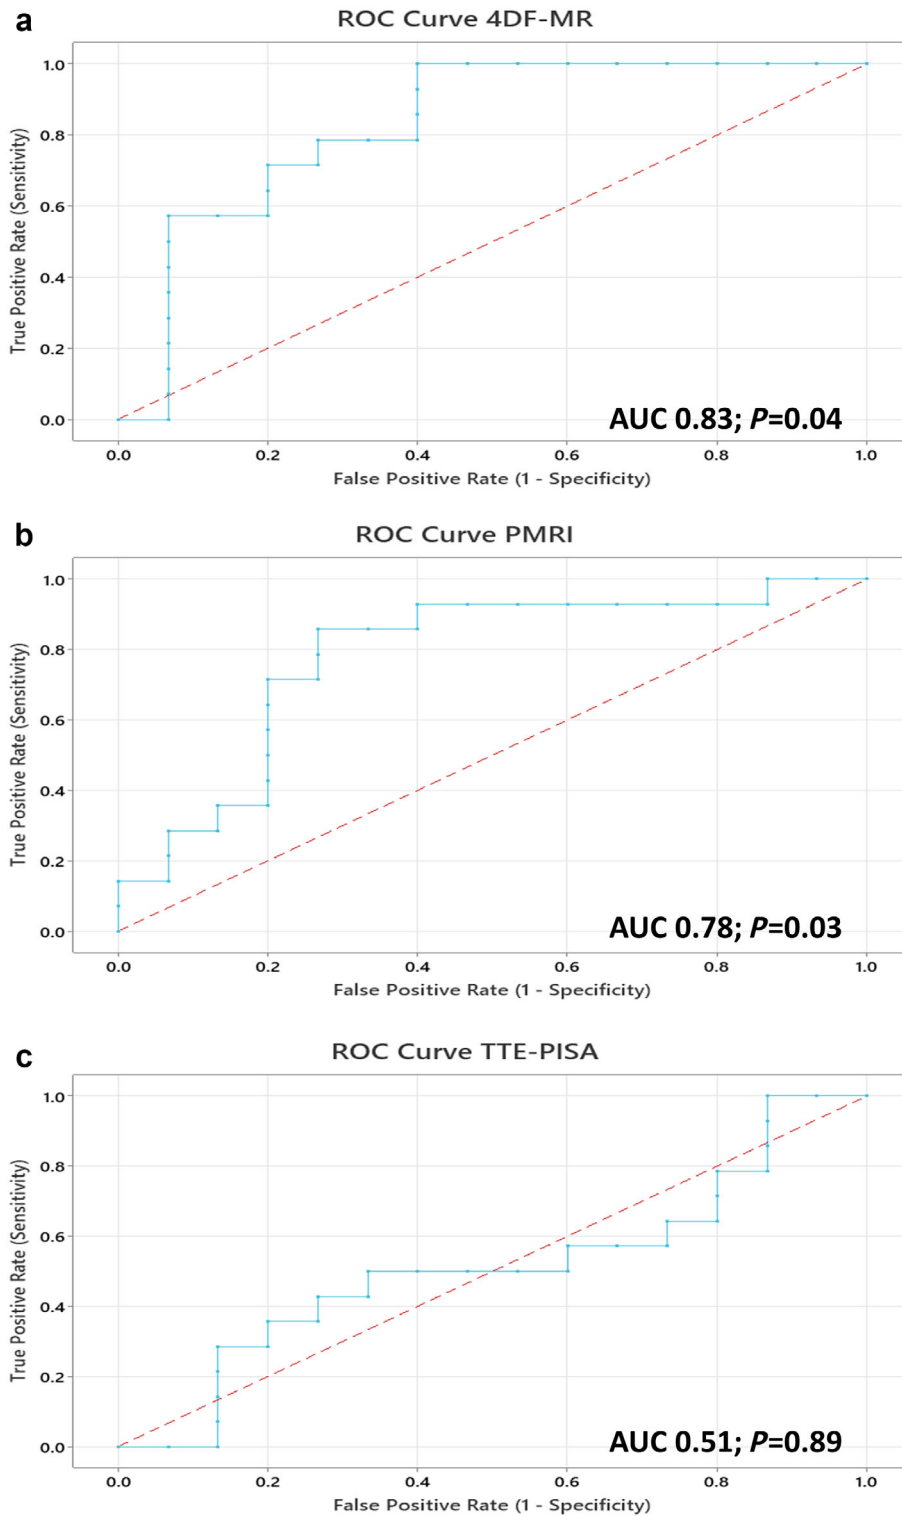 a
ROC Curve 4DF-MR
True Positive Rate (Sensitivity)
1.0
0.8
0.6
0.4
0.2
0.0
AUC 0.83; P=0.04
0.0 0.2 0.4 0.6 0.8 1.0
False Positive Rate (1 - Specificity)
b
ROC Curve PMRI
True Positive Rate (Sensitivity)
1.0
0.8
0.6
0.4
0.2
0.0
AUC 0.78; P=0.03
0.0 0.2 0.4 0.6 0.8 1.0
False Positive Rate (1 - Specificity)
c
ROC Curve TTE-PISA
True Positive Rate (Sensitivity)
1.0
0.8
0.6
0.4
0.2
0.0
AUC 0.51; P=0.89
0.0 0.2 0.4 0.6 0.8 1.0
False Positive Rate (1 - Specificity)